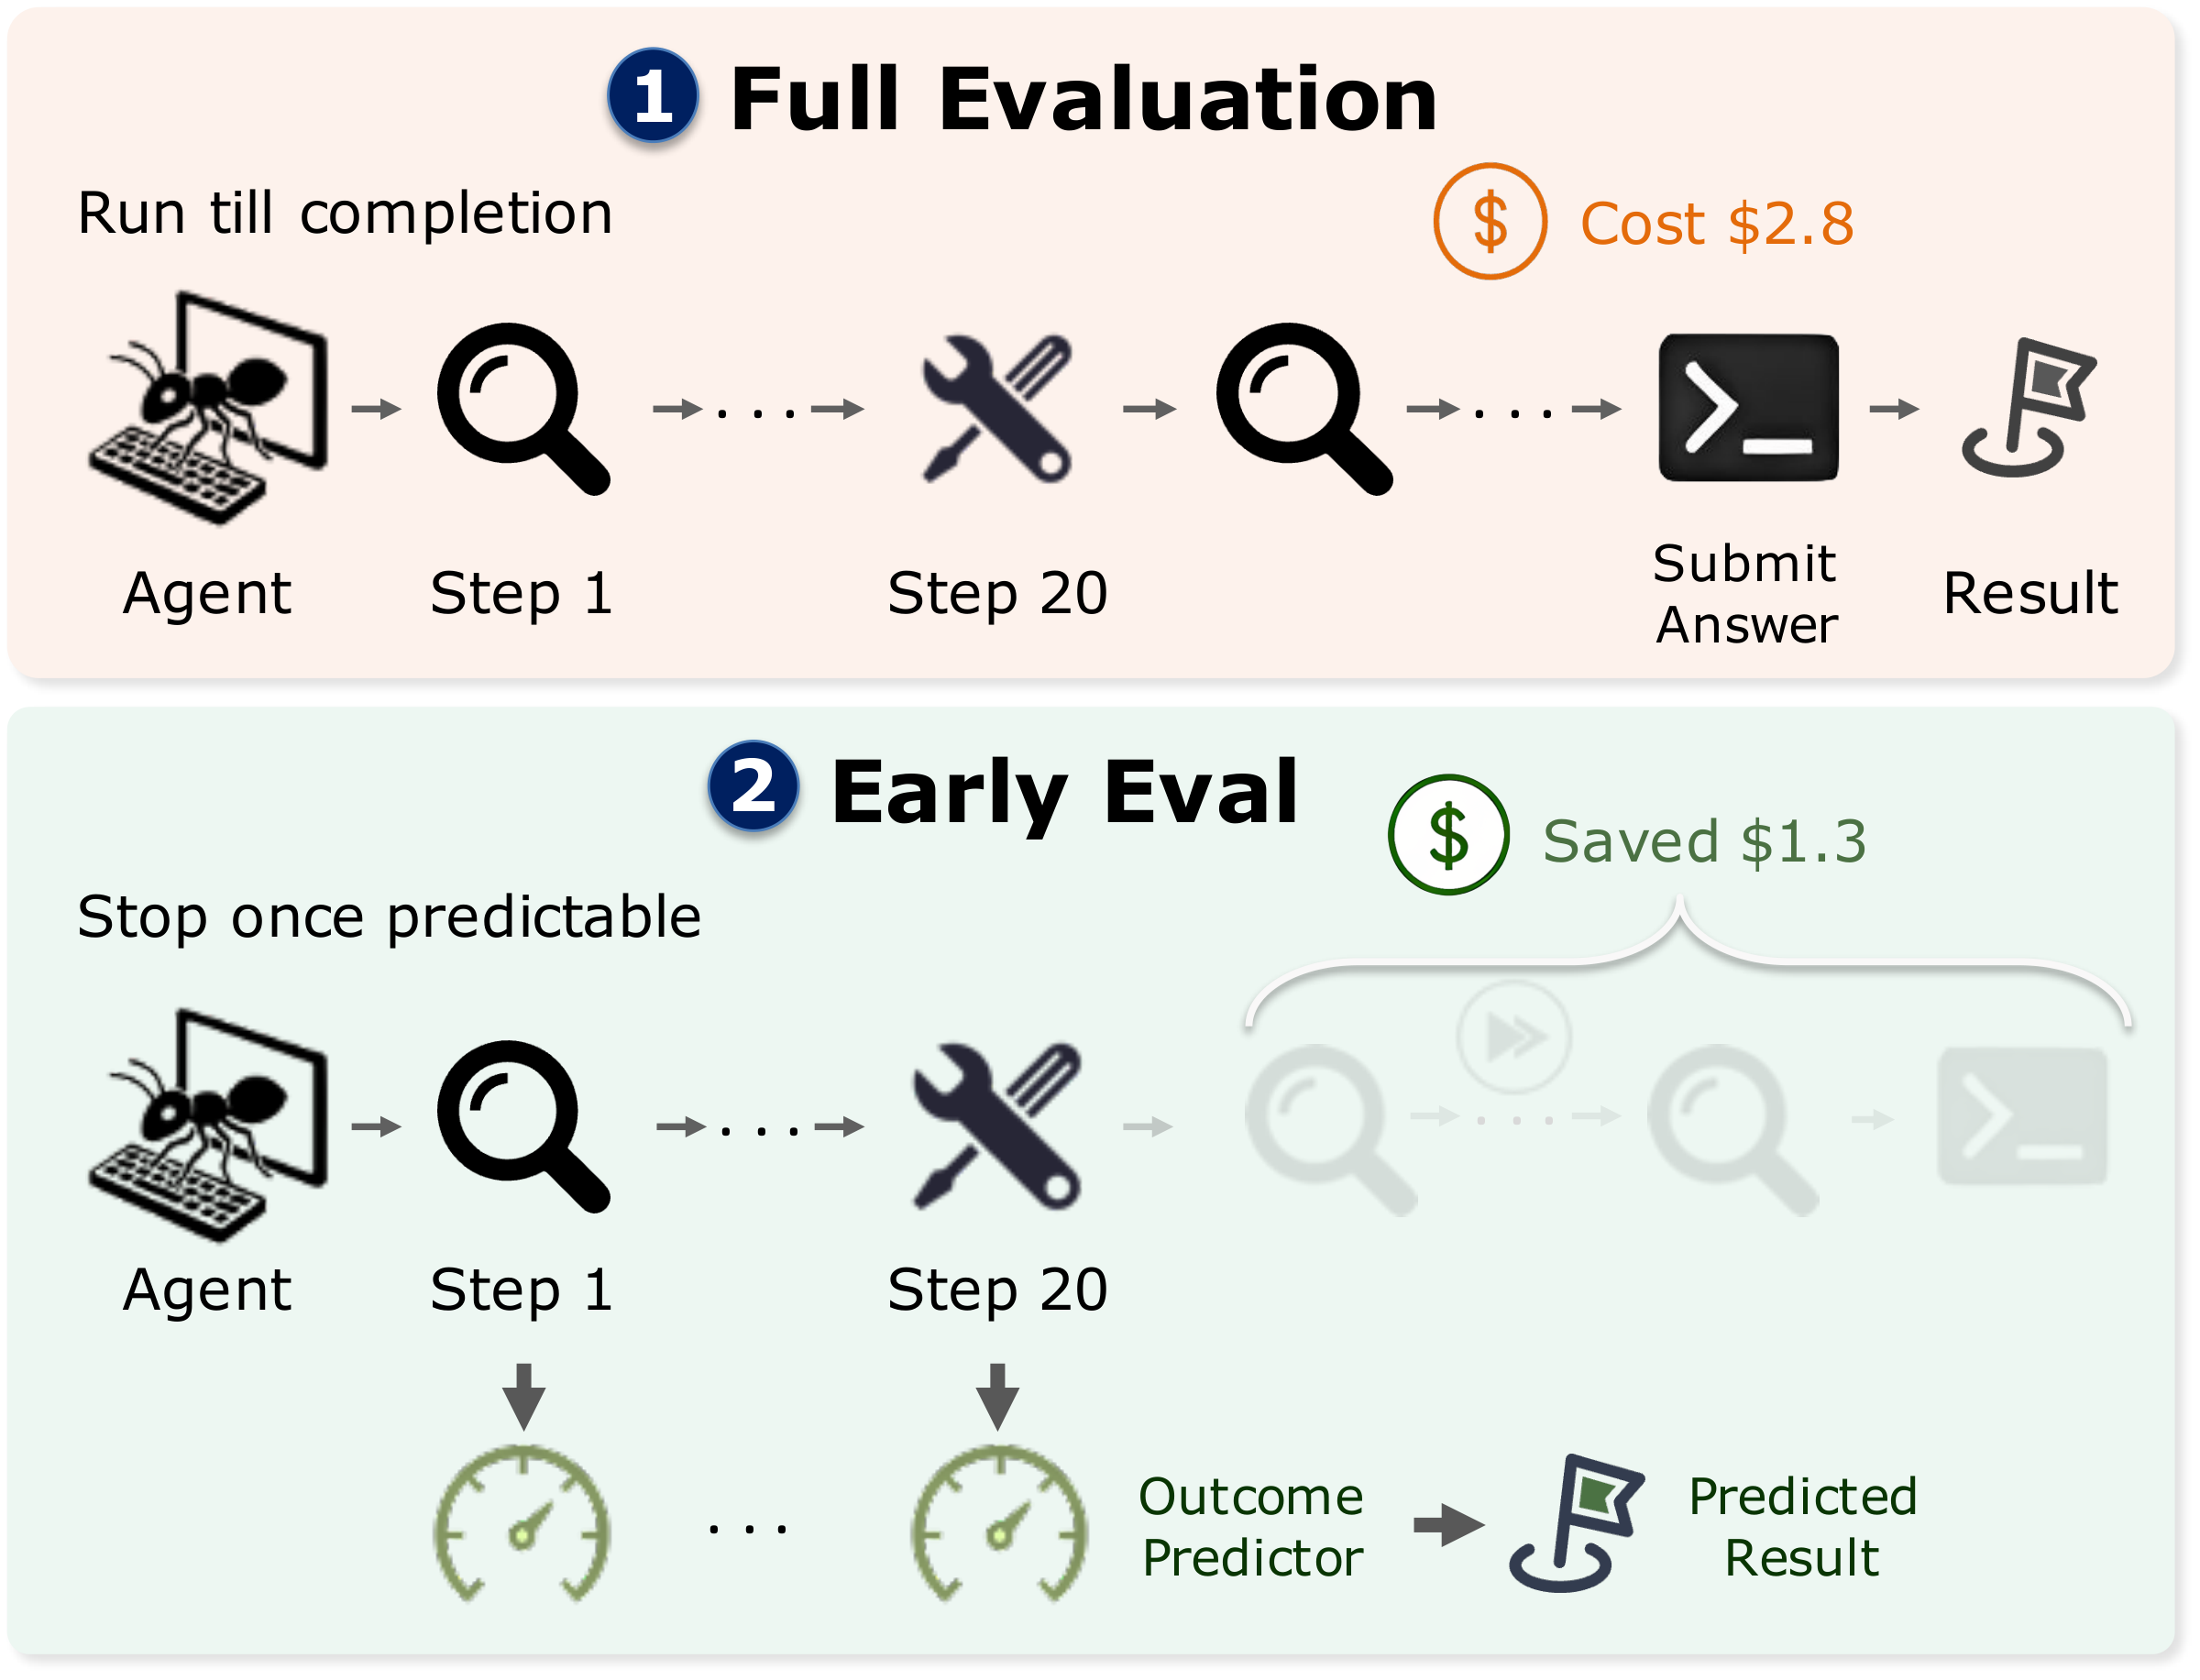 1 Full Evaluation
Run till completion
$ Cost $2.8
. . .
. . .
Agent
Step 1
Step 20
Submit
Answer
Result
2 Early Eval
$ Saved $1.3
Stop once predictable
. . .
. . .
Agent
Step 1
Step 20
. . .
Outcome
Predictor
Predicted
Result